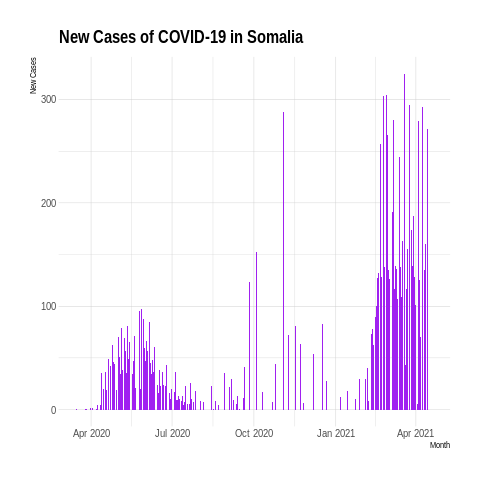 New Cases of COVID-19 in Somalia
New Cases
300
200
100
0
Apr 2020 Jul 2020 Oct 2020 Jan 2021 Apr 2021
Month